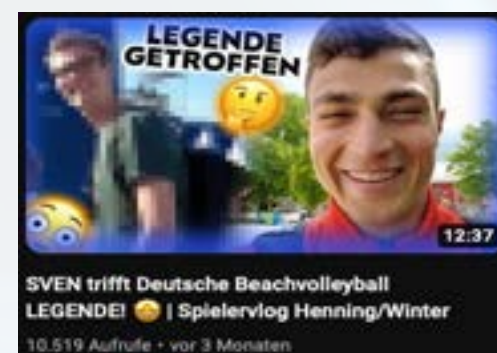 LEGENDE
GETROFFEN
12:37
SVEN trifft Deutsche Beachvolleyball
LEGENDE! 🤩 | Spielervlog Henning/Winter
10.519 Aufrufe • vor 3 Monaten